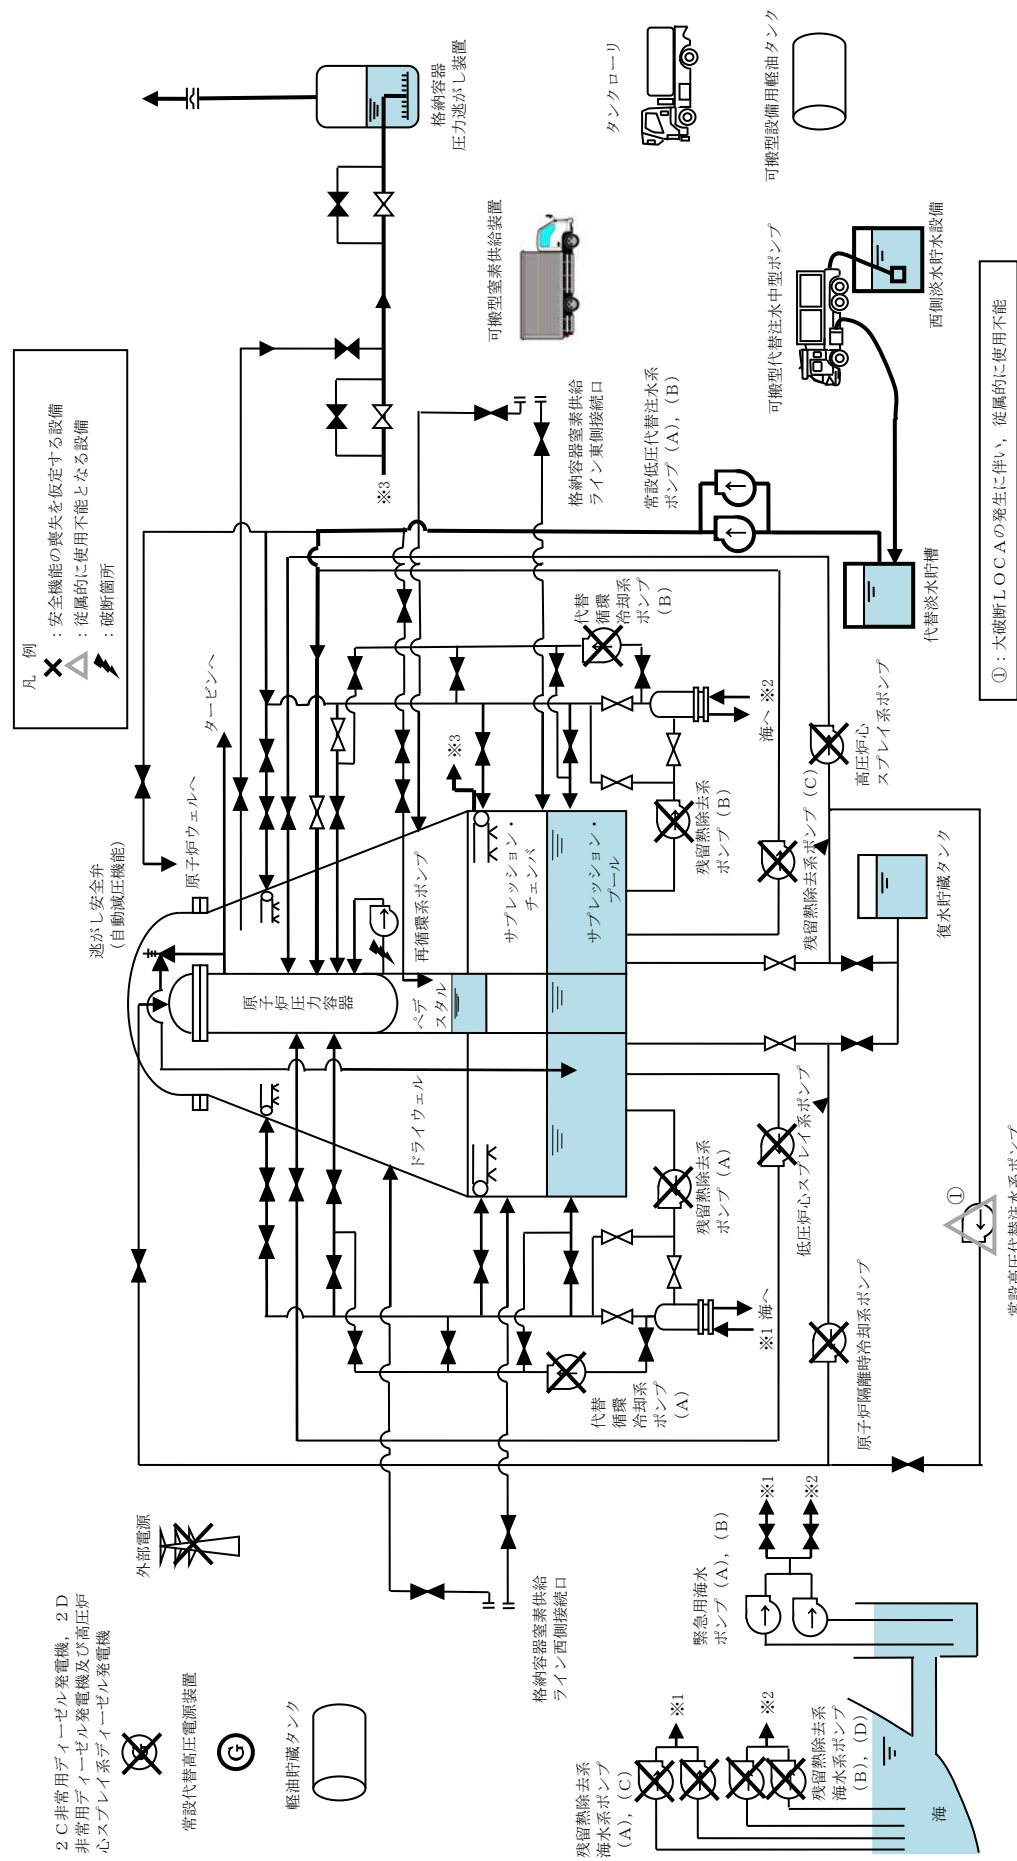 2C非常用ディーゼル発電機,2D
非常用ディーゼル発電機及び高圧炉
心スプレイ系ディーゼル発電機
G
外部電源
常設代替高圧電源装置
G
軽油貯蔵タンク
残留熱除去系
海水系ポンプ
(A),(C)
※1
※2
残留熱除去系
海水系ポンプ
(B),(D)
海
緊急用海水
ポンプ(A),(B)
※1
※2
格納容器窒素供給
ライン西側接続口
逃がし安全弁
(自動減圧機能)
原子炉ウェルへ
タービンへ
原子炉圧力容器
再循環系ポンプ
ペデ
スタル
ドライウェル
サプレッション・
チェンバ
サプレッション・
プール
※3
代替
循環
冷却系
ポンプ
(A)
※1
海へ
残留熱除去系
ポンプ(A)
低圧炉心スプレイ系ポンプ
原子炉隔離時冷却系ポンプ
①
常設高圧代替注水系ポンプ
代替
循環
冷却系
ポンプ
(B)
海へ
※2
残留熱除去系
ポンプ(B)
残留熱除去系ポンプ(C)
高圧炉心
スプレイ系ポンプ
復水貯蔵タンク
凡 例
:安全機能の喪失を仮定する設備
:従属的に使用不能となる設備
:破断箇所
※3
格納容器
圧力逃がし装置
可搬型窒素供給装置
タンクローリ
可搬型設備用軽油タンク
格納容器窒素供給
ライン東側接続口
常設低圧代替注水系
ポンプ(A),(B)
可搬型代替注水中型ポンプ
西側淡水貯水設備
代替淡水貯槽
①:大破断LOCAの発生に伴い,従属的に使用不能